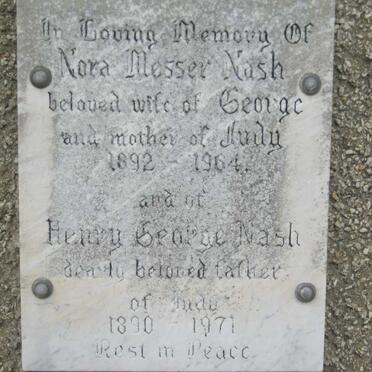 In Loving Memory Of
Nora Messer Nash
beloved wife of George
and mother of Judy
1892 - 1964.
and of
Henry George Nash
dearly beloved father
of Judy
1890 - 1971
Rest in Peace